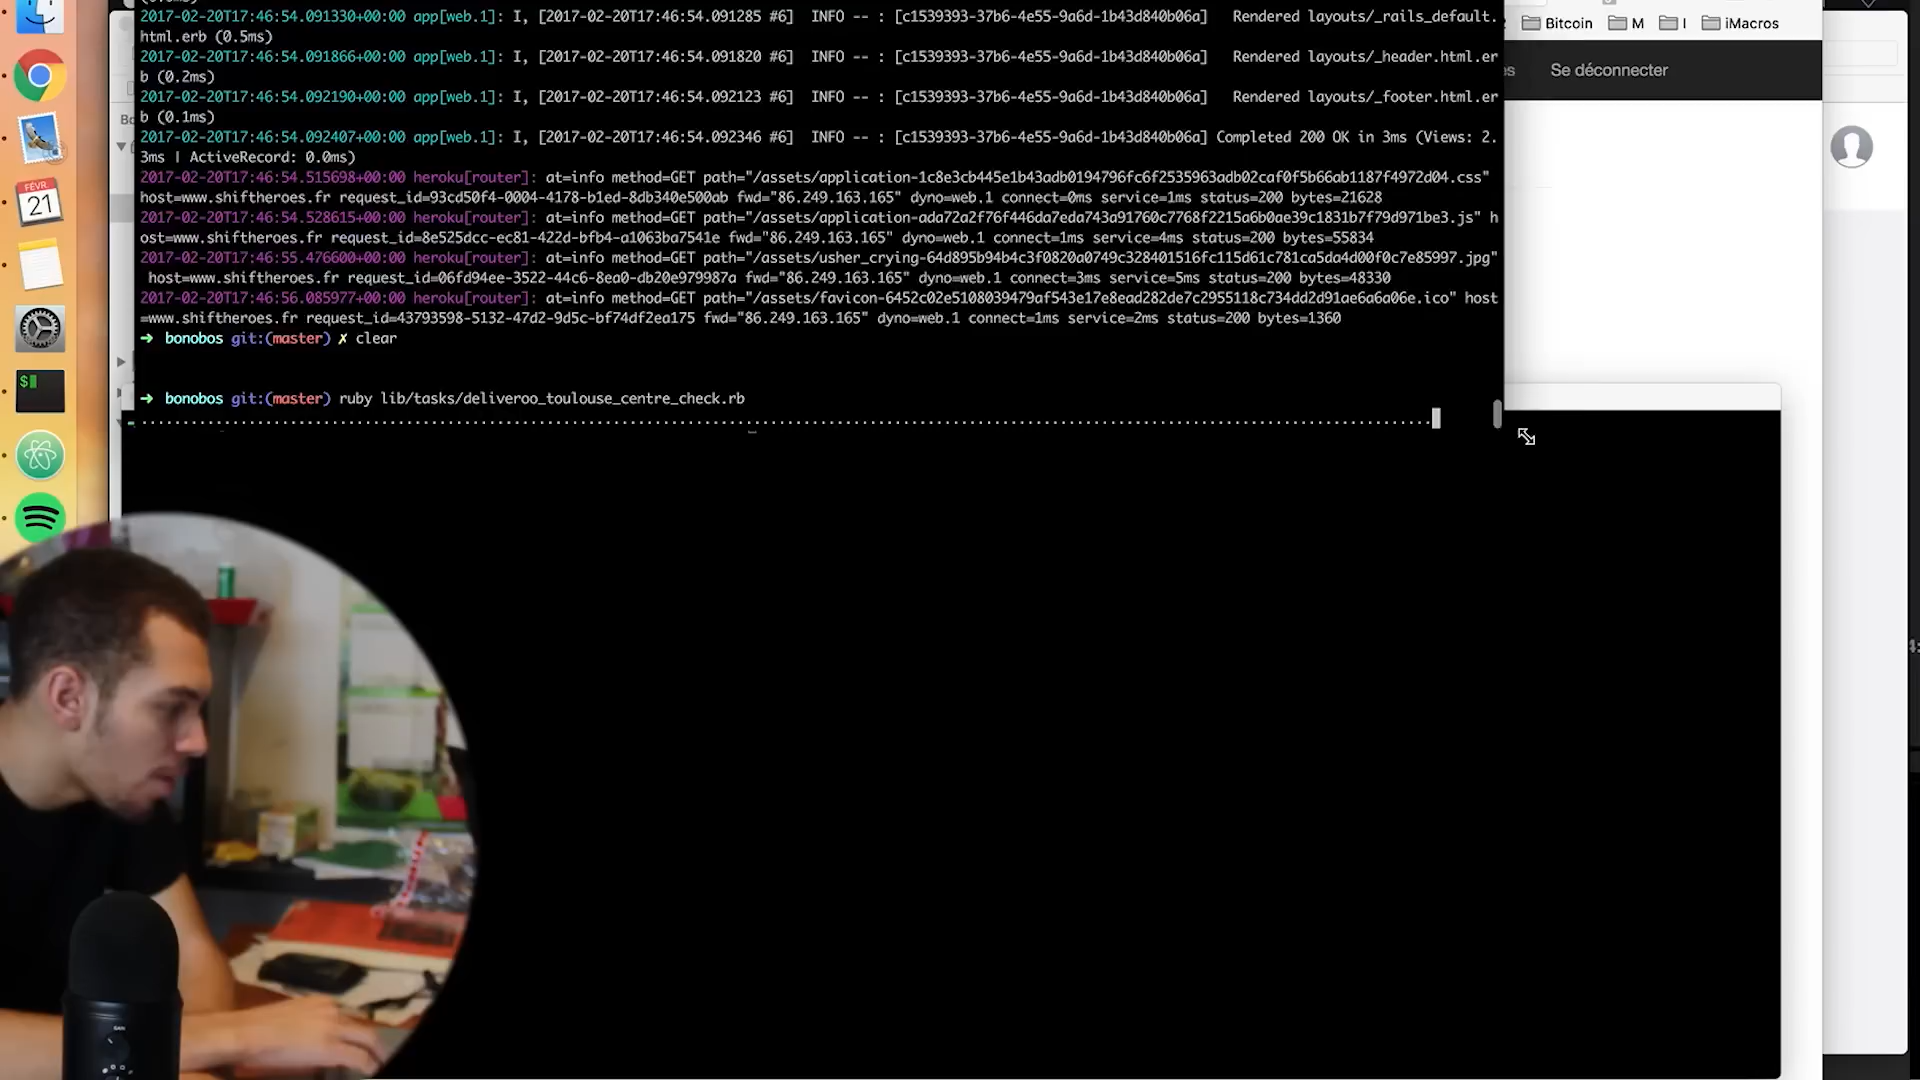 2017-02-20T17:46:54.091330+00:00 app[web.1]: I, [2017-02-20T17:46:54.091285 #6]  INFO -- : [c1539393-37b6-4e55-9a6d-1b43d840b06a]   Rendered layouts/_rails_default.
html.erb (0.5ms)
2017-02-20T17:46:54.091866+00:00 app[web.1]: I, [2017-02-20T17:46:54.091820 #6]  INFO -- : [c1539393-37b6-4e55-9a6d-1b43d840b06a]   Rendered layouts/_header.html.er
b (0.2ms)
2017-02-20T17:46:54.092190+00:00 app[web.1]: I, [2017-02-20T17:46:54.092123 #6]  INFO -- : [c1539393-37b6-4e55-9a6d-1b43d840b06a]   Rendered layouts/_footer.html.er
b (0.1ms)
2017-02-20T17:46:54.092407+00:00 app[web.1]: I, [2017-02-20T17:46:54.092346 #6]  INFO -- : [c1539393-37b6-4e55-9a6d-1b43d840b06a] Completed 200 OK in 3ms (Views: 2.
3ms | ActiveRecord: 0.0ms)
2017-02-20T17:46:54.515698+00:00 heroku[router]: at=info method=GET path="/assets/application-1c8e3cb445e1b43adb0194796fc6f2535963adb02caf0f5b66ab1187f4972d04.css"
host=www.shiftheroes.fr request_id=93cd50f4-0004-4178-b1ed-8db340e500ab fwd="86.249.163.165" dyno=web.1 connect=0ms service=1ms status=200 bytes=21628
2017-02-20T17:46:54.528615+00:00 heroku[router]: at=info method=GET path="/assets/application-ada72a2f76f446da7eda743a91760c7768f2215a6b0ae39c1831b7f79d971be3.js" h
ost=www.shiftheroes.fr request_id=8e525dcc-ec81-422d-bfb4-a1063ba7541e fwd="86.249.163.165" dyno=web.1 connect=1ms service=4ms status=200 bytes=55834
2017-02-20T17:46:55.476600+00:00 heroku[router]: at=info method=GET path="/assets/usher_crying-64d895b94b4c3f0820a0749c328401516fc115d61c781ca5da4d00f0c7e85997.jpg"
host=www.shiftheroes.fr request_id=06fd94ee-3522-44c6-8ea0-db20e979987a fwd="86.249.163.165" dyno=web.1 connect=3ms service=5ms status=200 bytes=48330
2017-02-20T17:46:56.085977+00:00 heroku[router]: at=info method=GET path="/assets/favicon-6452c02e5108039479af543e17e8ead282de7c2955118c734dd2d91ae6a6a06e.ico" host
=www.shiftheroes.fr request_id=43793598-5132-47d2-9d5c-bf74df2ea175 fwd="86.249.163.165" dyno=web.1 connect=1ms service=2ms status=200 bytes=1360
➜  bonobos git:(master) ✗ clear
➜  bonobos git:(master) ruby lib/tasks/deliveroo_toulouse_centre_check.rb
Bitcoin
M
I
iMacros
Se déconnecter
FÉVR.
21
$
GAIN